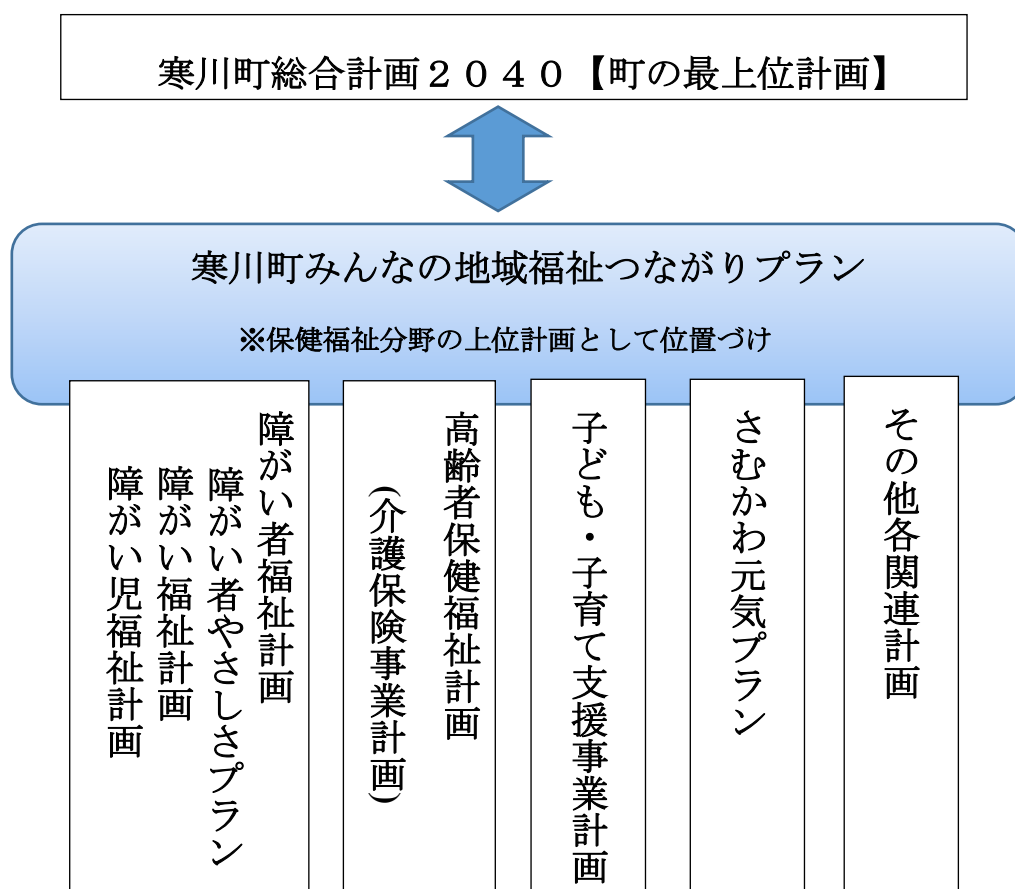 寒川町総合計画２０４０【町の最上位計画】
寒川町みんなの地域福祉つながりプラン
※保健福祉分野の上位計画として位置づけ
障がい者福祉計画
障がい者やさしさプラン
障がい福祉計画
障がい児福祉計画
高齢者保健福祉計画
(介護保険事業計画)
子ども・子育て支援事業計画
さむかわ元気プラン
その他各関連計画